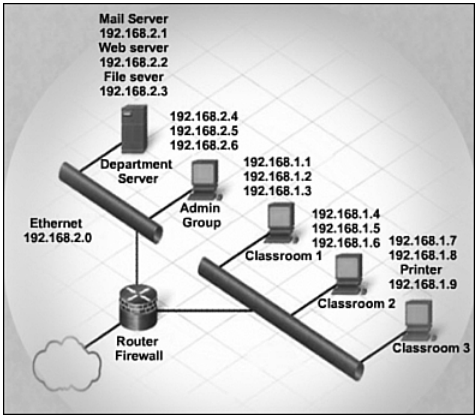 Mail Server
192.168.2.1
Web server
192.168.2.2
File sever
192.168.2.3
192.168.2.4
192.168.2.5
192.168.2.6
Department
Server
192.168.1.1
192.168.1.2
192.168.1.3
Admin
Group
Ethernet
192.168.2.0
192.168.1.4
192.168.1.5
192.168.1.6
Classroom 1
192.168.1.7
192.168.1.8
Printer
192.168.1.9
Classroom 2
Router
Firewall
Classroom 3